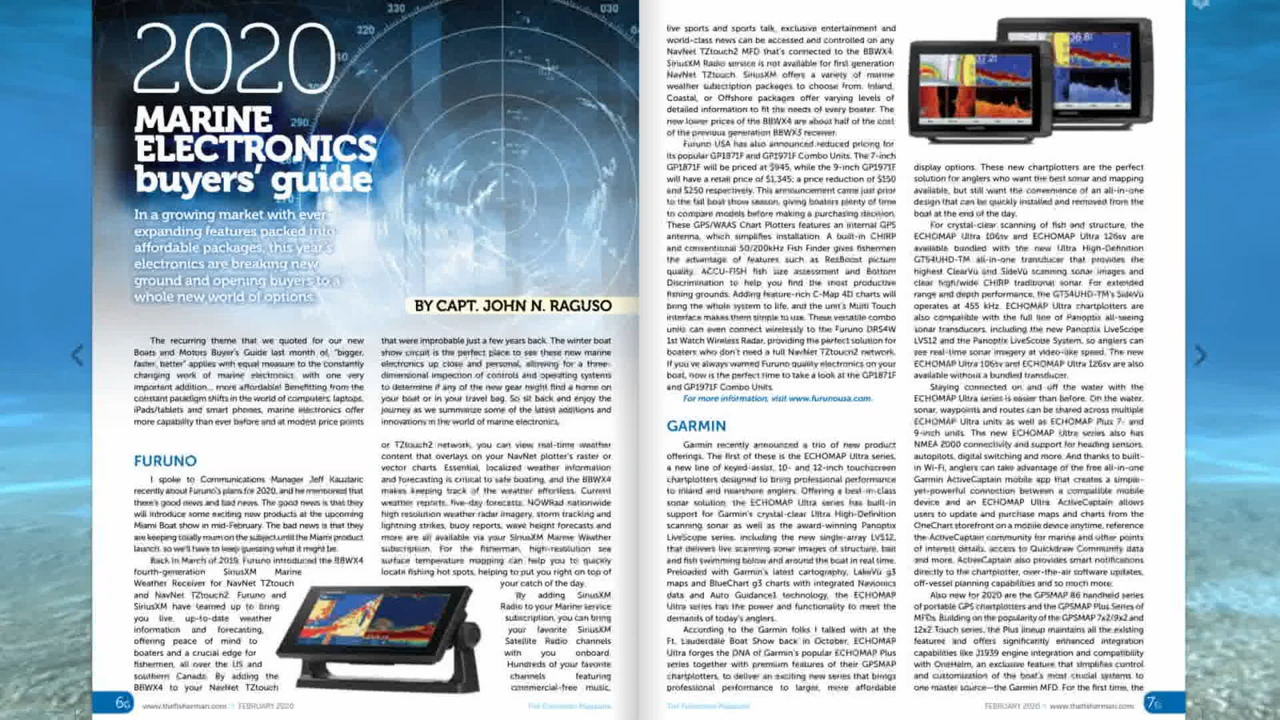 2020
MARINE
ELECTRONICS
buyers' guide
In a growing market with ever
expanding features packed into
affordable packages, this year's
electronics are breaking new
ground and opening buyers to a
whole new world of options.
BY CAPT. JOHN N. RAGUSO
The recurring theme that we quoted for our new
Boats and Motors Buyer's Guide last month of, "bigger,
faster, better" applies with equal measure to the constantly
changing work of marine electronics, with one very
important addition... more affordable! Benefitting from the
constant paradigm shifts in the world of computers, laptops,
iPads/tablets and smart phones, marine electronics offer
more capability than ever before and at modest price points
that were improbable just a few years back. The winter boat
show circuit is the perfect place to see these new marine
electronics up close and personal, allowing for a three-
dimensional inspection of controls and operating systems
to determine if any of the new gear might find a home on
your boat or in your travel bag. So sit back and enjoy the
journey as we summarize some of the latest additions and
innovations in the world of marine electronics.
FURUNO
I spoke to Communications Manager Jeff Kauzlaric
recently about Furuno's plans for 2020, and he mentioned that
there's good news and bad news. The good news is that they
will introduce some exciting new products at the upcoming
Miami Boat show in mid-February. The bad news is that they
are keeping totally mum on the subject until the Miami product
launch, so we'll have to keep guessing what it might be.
Back in March of 2019, Furuno introduced the BBWX4
fourth-generation SiriusXM Marine
Weather Receiver for NavNet TZtouch
and NavNet TZtouch2. Furuno and
SiriusXM have teamed up to bring
you live, up-to-date weather
information and forecasting,
offering peace of mind to
boaters and a crucial edge for
fishermen, all over the US and
southern Canada. By adding the
BBWX4 to your NavNet TZtouch
or TZtouch2 network, you can view real-time weather
content that overlays on your NavNet plotter's raster or
vector charts. Essential, localized weather information
and forecasting is critical to safe boating, and the BBWX4
makes keeping track of the weather effortless. Current
weather reports, five-day forecasts, NOWRad nationwide
high resolution weather radar imagery, storm tracking and
lightning strikes, buoy reports, wave height forecasts and
more are all available via your SiriusXM Marine Weather
subscription. For the fisherman, high-resolution sea
surface temperature mapping can help you to quickly
locate fishing hot spots, helping to put you right on top of
your catch of the day.
By adding SiriusXM
Radio to your Marine service
subscription, you can bring
your favorite SiriusXM
Satellite Radio channels
with you onboard.
Hundreds of your favorite
channels featuring
commercial-free music,
6G www.thefisherman.com FEBRUARY 2020
The Fisherman Magazine
live sports and sports talk, exclusive entertainment and
world-class news can be accessed and controlled on any
NavNet TZtouch2 MFD that's connected to the BBWX4.
SiriusXM Radio service is not available for first generation
NavNet TZtouch. SiriusXM offers a variety of marine
weather subscription packages to choose from. Inland,
Coastal, or Offshore packages offer varying levels of
detailed information to fit the needs of every boater. The
new lower prices of the BBWX4 are about half of the cost
of the previous generation BBWX3 receiver.
Furuno USA has also announced reduced pricing for
its popular GP1871F and GP1971F Combo Units. The 7-inch
GP1871F will be priced at $945, while the 9-inch GP1971F
will have a retail price of $1,345; a price reduction of $150
and $250 respectively. This announcement came just prior
to the fall boat show season, giving boaters plenty of time
to compare models before making a purchasing decision.
These GPS/WAAS Chart Plotters feature an internal GPS
antenna, which simplifies installation. A built-in CHIRP
and conventional 50/200kHz Fish Finder gives fishermen
the advantage of features such as RezBoost picture
quality, ACCU-FISH fish size assessment and Bottom
Discrimination to help you find the most productive
fishing grounds. Adding feature-rich C-Map 4D charts will
bring the whole system to life, and the unit's Multi Touch
interface makes them simple to use. These versatile combo
units can even connect wirelessly to the Furuno DRS4W
1st Watch Wireless Radar, providing the perfect solution for
boaters who don't need a full NavNet TZtouch2 network.
If you've always wanted Furuno quality electronics on your
boat, now is the perfect time to take a look at the GP1871F
and GP1971F Combo Units.
For more information, visit www.furunousa.com.
GARMIN
Garmin recently announced a trio of new product
offerings. The first of these is the ECHOMAP Ultra series,
a new line of keyed-assist, 10- and 12-inch touchscreen
chartplotters designed to bring professional performance
to inland and nearshore anglers. Offering a best-in-class
sonar solution, the ECHOMAP Ultra series has built-in
support for Garmin's crystal-clear Ultra High-Definition
scanning sonar as well as the award-winning Panoptix
LiveScope series, including the new single-array LVS12,
that delivers live scanning sonar images of structure, bait
and fish swimming below and around the boat in real time.
Preloaded with Garmin's latest cartography, LakeVu g3
maps and BlueChart g3 charts with integrated Navionics
data and Auto Guidance1 technology, the ECHOMAP
Ultra series has the power and functionality to meet the
demands of today's anglers.
According to the Garmin folks I talked with at the
Ft. Lauderdale Boat Show back in October, ECHOMAP
Ultra forges the DNA of Garmin's popular ECHOMAP Plus
series together with premium features of their GPSMAP
chartplotters, to deliver an exciting new series that brings
professional performance to larger, more affordable
display options. These new chartplotters are the perfect
solution for anglers who want the best sonar and mapping
available, but still want the convenience of an all-in-one
design that can be quickly installed and removed from the
boat at the end of the day.
For crystal-clear scanning of fish and structure, the
ECHOMAP Ultra 106sv and ECHOMAP Ultra 126sv are
available bundled with the new Ultra High-Definition
GT54UHD-TM all-in-one transducer that provides the
highest ClearVü and SideVü scanning sonar images and
clear high/wide CHIRP traditional sonar. For extended
range and depth performance, the GT54UHD-TM's SideVü
operates at 455 kHz. ECHOMAP Ultra chartplotters are
also compatible with the full line of Panoptix all-seeing
sonar transducers, including the new Panoptix LiveScope
LVS12 and the Panoptix LiveScope System, so anglers can
see real-time sonar imagery at video-like speed. The new
ECHOMAP Ultra 106sv and ECHOMAP Ultra 126sv are also
available without a bundled transducer.
Staying connected on and off the water with the
ECHOMAP Ultra series is easier than before. On the water,
sonar, waypoints and routes can be shared across multiple
ECHOMAP Ultra units as well as ECHOMAP Plus 7- and
9-inch units. The new ECHOMAP Ultra series also has
NMEA 2000 connectivity and support for heading sensors,
autopilots, digital switching and more. And thanks to built-
in Wi-Fi, anglers can take advantage of the free all-in-one
Garmin ActiveCaptain mobile app that creates a simple-
yet-powerful connection between a compatible mobile
device and an ECHOMAP Ultra. ActiveCaptain allows
users to update and purchase maps and charts from the
OneChart storefront on a mobile device anytime, reference
the ActiveCaptain community for marine and other points
of interest details, access to Quickdraw Community data
and more. ActiveCaptain also provides smart notifications
directly to the chartplotter, over-the-air software updates,
off-vessel planning capabilities and so much more.
Also new for 2020 are the GPSMAP 86 handheld series
of portable GPS chartplotters and the GPSMAP Plus Series of
MFDs. Building on the popularity of the GPSMAP 7x2/9x2 and
12x2 Touch series, the Plus lineup maintains all the existing
feature and offers significantly enhanced integration
capabilities like J1939 engine integration and compatibility
with OneHelm, an exclusive feature that simplifies control
and customization of the boat's most crucial systems to
one master source—the Garmin MFD. For the first time, the
The Fisherman Magazine
FEBRUARY 2020 www.thefisherman.com 7G